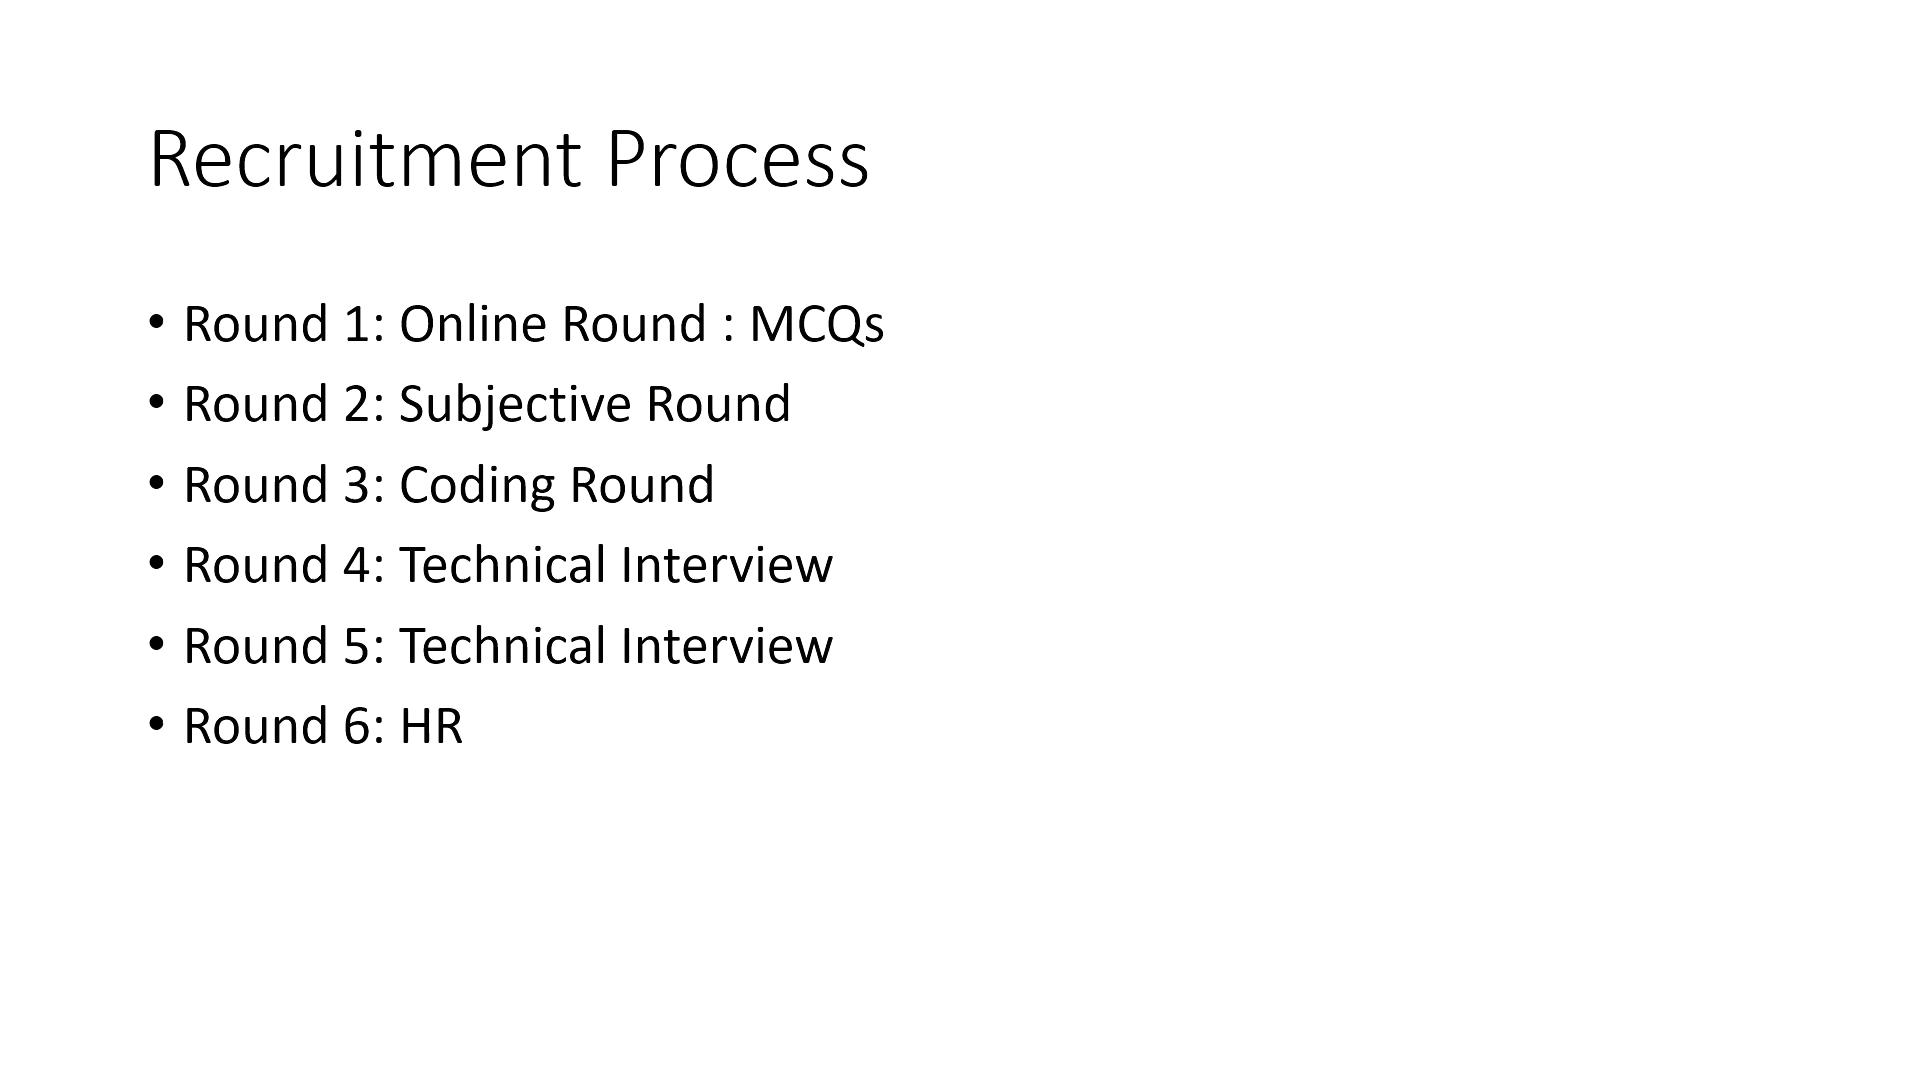 Recruitment Process
• Round 1: Online Round : MCQs
• Round 2: Subjective Round
• Round 3: Coding Round
• Round 4: Technical Interview
• Round 5: Technical Interview
• Round 6: HR